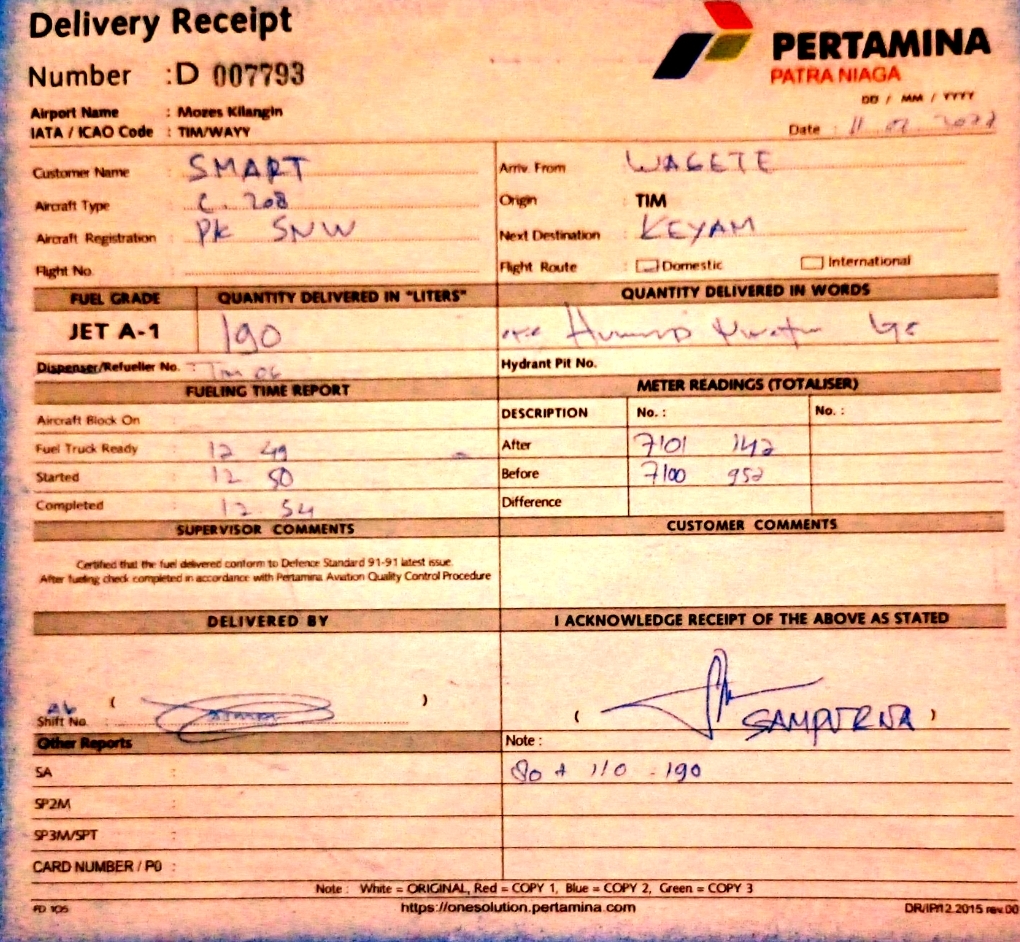 Delivery Receipt
PERTAMINA
PATRA NIAGA
Number : D 007793
DD / MM / YYYY
Airport Name : Mozes Kilangin
IATA / ICAO Code : TIM/WAYY
Date : 11 02 2022
Customer Name : SMART
Arriv. From : WAGETE
Aircraft Type : C. 208
Origin : TIM
Aircraft Registration : PK SNW
Next Destination : KEYAM
Flight No. :
Flight Route : Domestic International
FUEL GRADE QUANTITY DELIVERED IN "LITERS" QUANTITY DELIVERED IN WORDS
JET A-1 190
Dispenser/Refueller No. : Tim 06
Hydrant Pit No.
FUELING TIME REPORT METER READINGS (TOTALISER)
Aircraft Block On
DESCRIPTION No. : No. :
Fuel Truck Ready : 12 49
After 7101 142
Started : 12 50
Before 7100 952
Completed : 12 54
Difference
SUPERVISOR COMMENTS CUSTOMER COMMENTS
Certified that the fuel delivered conform to Defence Standard 91-91 latest issue.
After fueling check completed in accordance with Pertamina Aviation Quality Control Procedure
DELIVERED BY I ACKNOWLEDGE RECEIPT OF THE ABOVE AS STATED
Shift No. ( )
( SAMPURNA )
Other Reports
Note :
SA :
80 + 110 = 190
SP2M :
SP3M/SPT :
CARD NUMBER / P0 :
Note : White = ORIGINAL, Red = COPY 1, Blue = COPY 2, Green = COPY 3
FD 105 https://onesolution.pertamina.com DR/IP/12.2015 rev.00